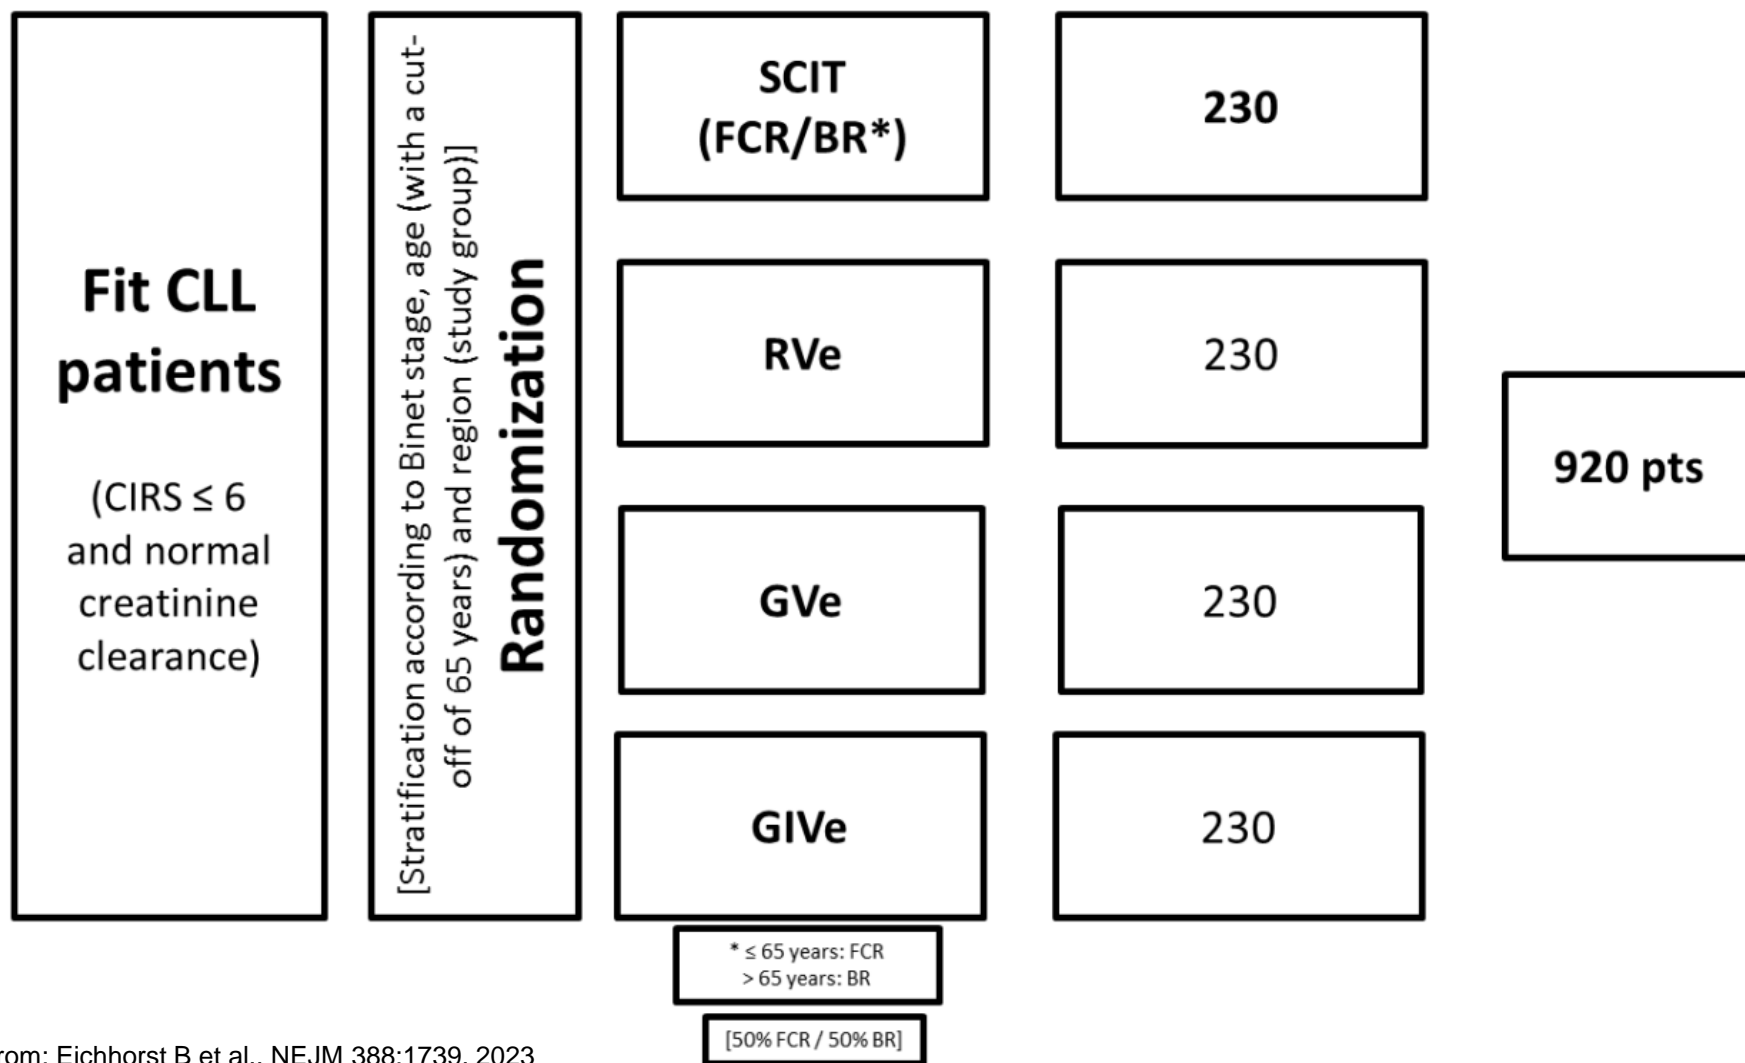 Fit CLL
patients
(CIRS ≤ 6
and normal
creatinine
clearance)
[Stratification according to Binet stage, age (with a cut-
off of 65 years) and region (study group)]
Randomization
SCIT
(FCR/BR*)
230
RVe
230
GVe
230
GIVe
230
920 pts
* ≤ 65 years: FCR
> 65 years: BR
[50% FCR / 50% BR]
rom: Eichhorst B et al., NEJM 388:1739, 2023